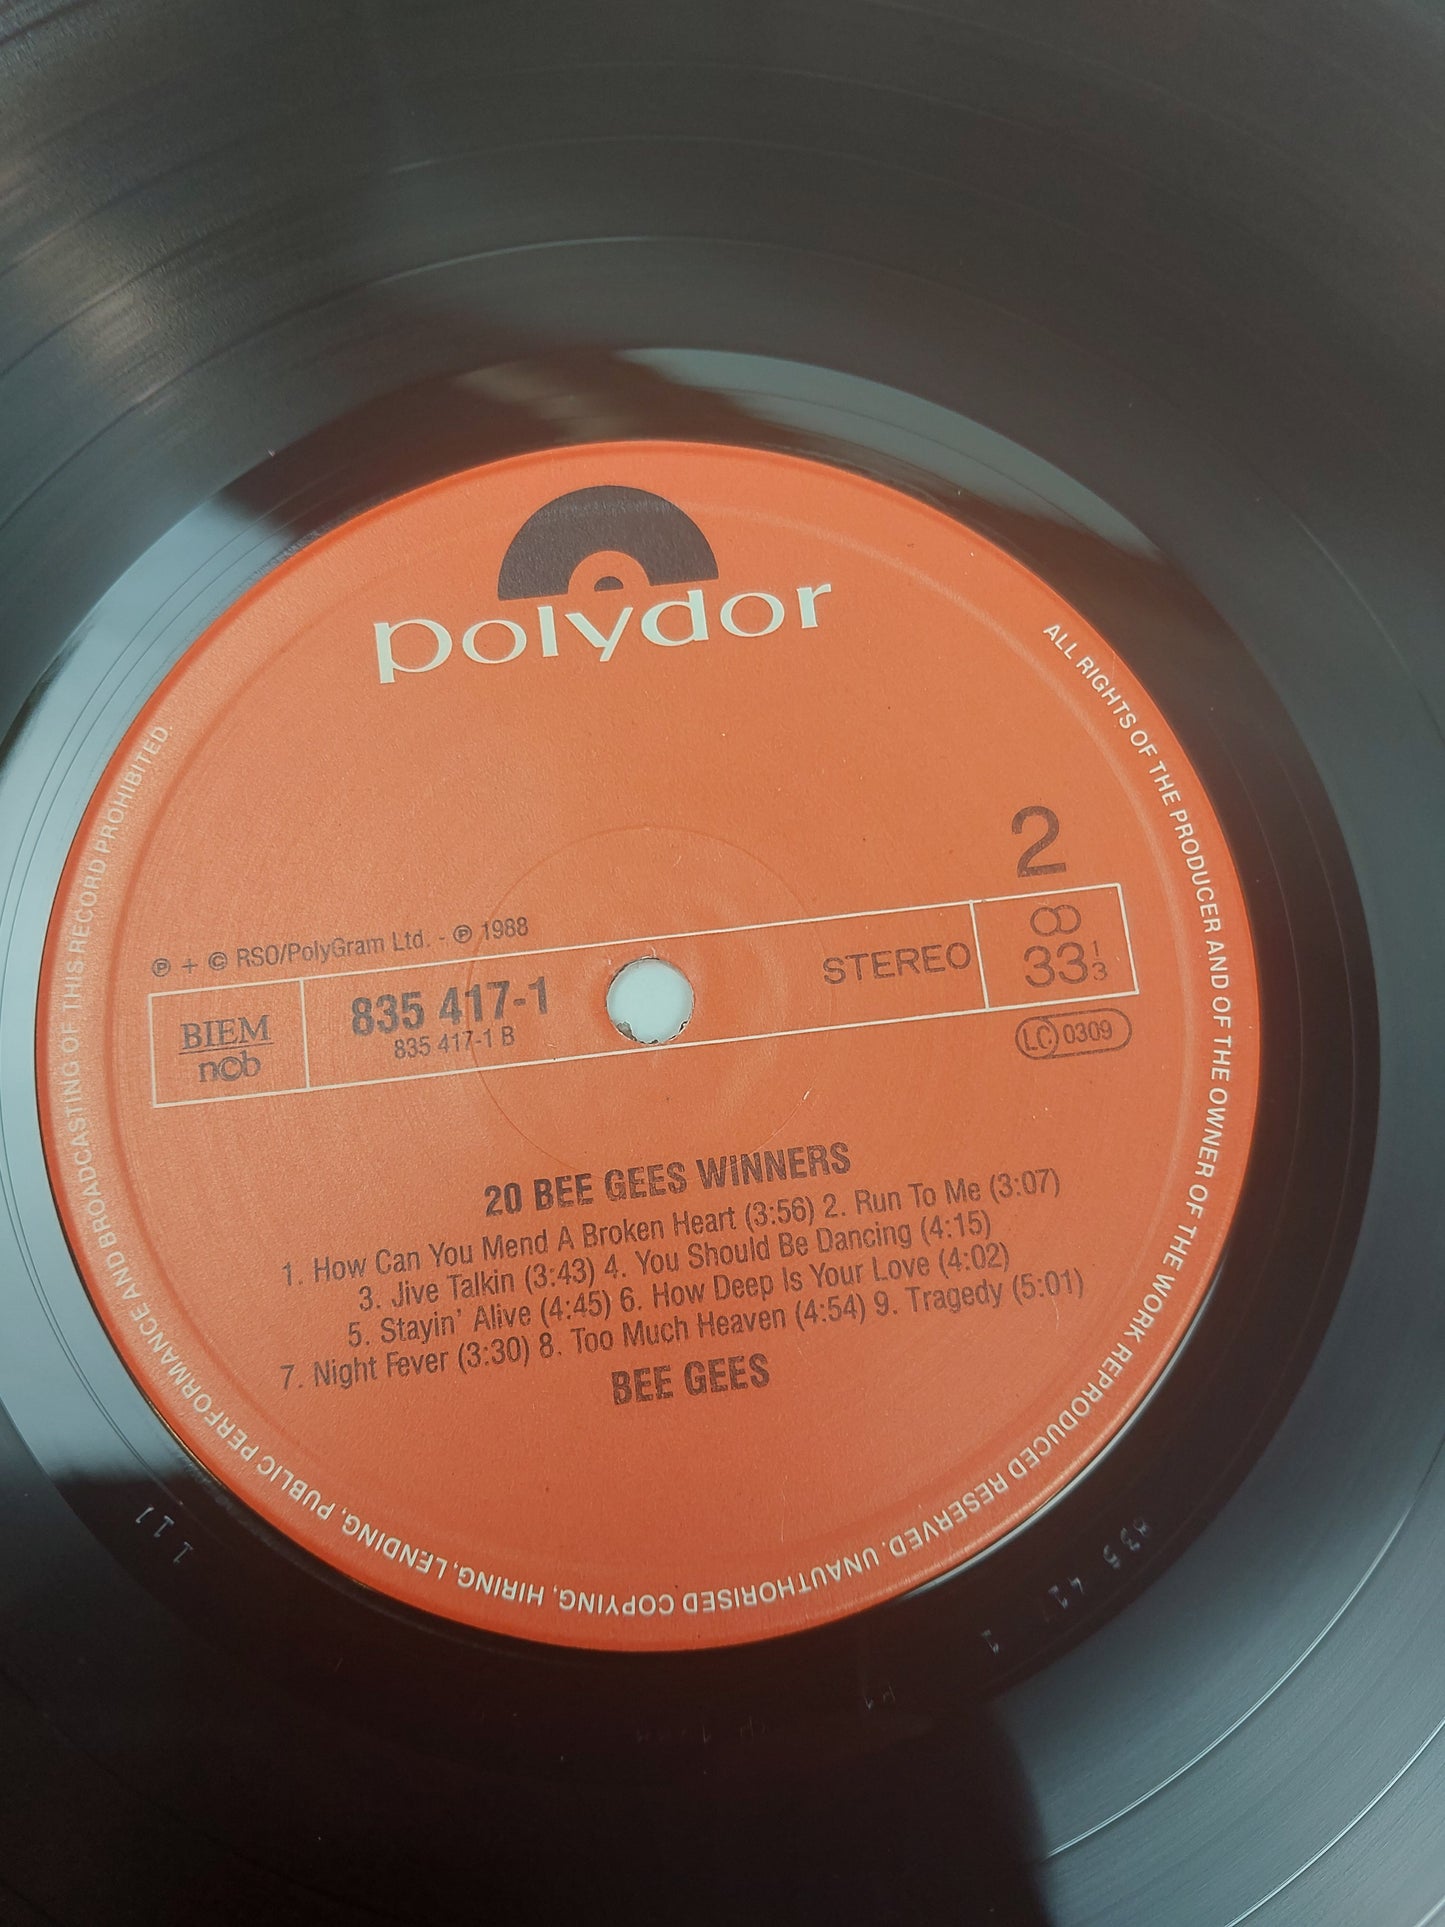 polydor
2
℗ + © RSO/PolyGram Ltd. - ℗ 1988
BIEM
ncb
835 417-1
835 417-1 B
STEREO
33 1/3
LC 0309
20 BEE GEES WINNERS
1. How Can You Mend A Broken Heart (3:56) 2. Run To Me (3:07)
3. Jive Talkin (3:43) 4. You Should Be Dancing (4:15)
5. Stayin' Alive (4:45) 6. How Deep Is Your Love (4:02)
7. Night Fever (3:30) 8. Too Much Heaven (4:54) 9. Tragedy (5:01)
BEE GEES
ALL RIGHTS OF THE PRODUCER AND OF THE OWNER OF THE WORK REPRODUCED RESERVED. UNAUTHORISED COPYING, HIRING, LENDING, PUBLIC PERFORMANCE AND BROADCASTING OF THIS RECORD PROHIBITED.